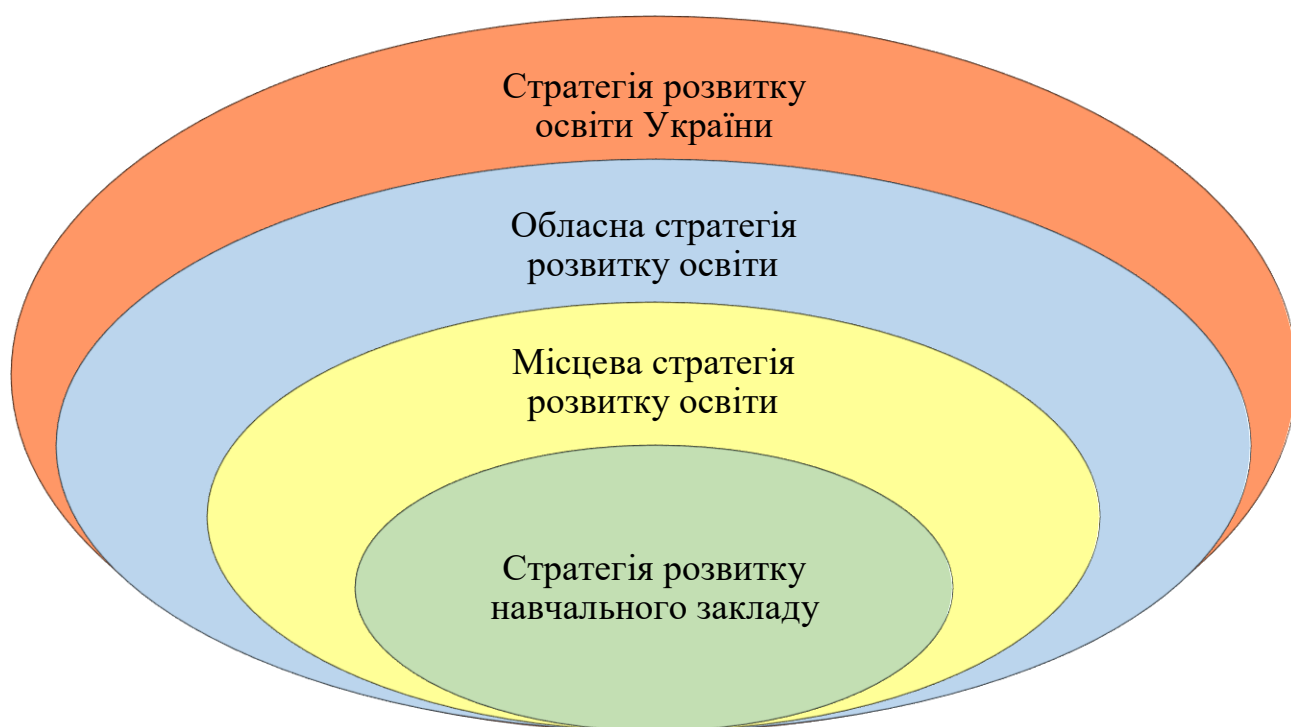 Стратегія розвитку
освіти України
Обласна стратегія
розвитку освіти
Місцева стратегія
розвитку освіти
Стратегія розвитку
навчального закладу